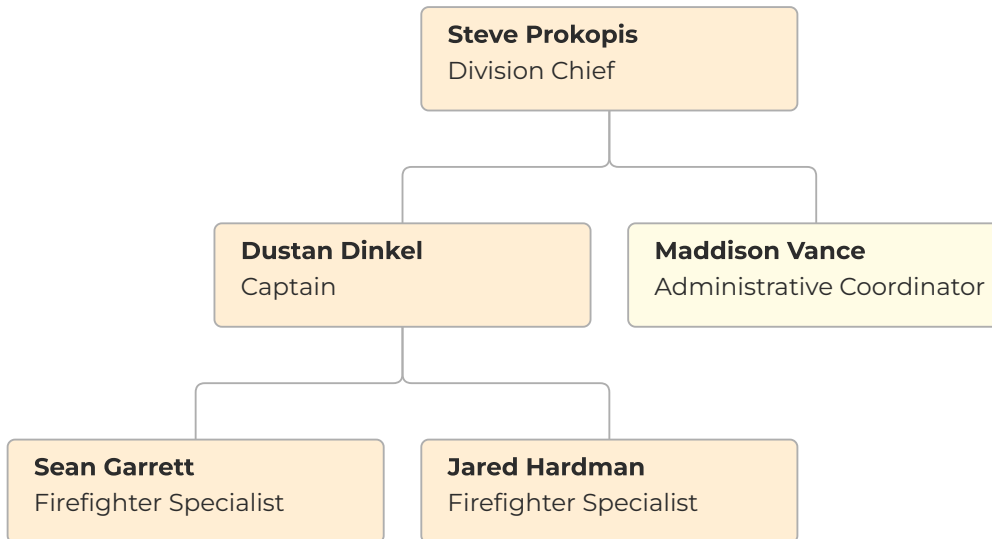 Steve Prokopis
Division Chief
Dustan Dinkel
Captain
Maddison Vance
Administrative Coordinator
Sean Garrett
Firefighter Specialist
Jared Hardman
Firefighter Specialist